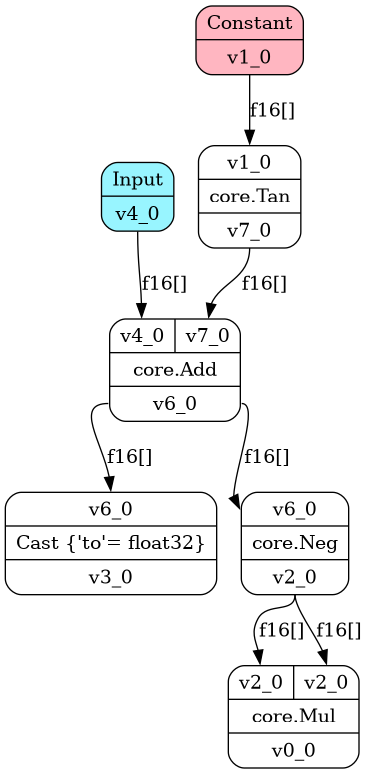 Constant
v1_0
f16[]
v1_0
core.Tan
v7_0
Input
v4_0
f16[]
f16[]
v4_0
v7_0
core.Add
v6_0
f16[]
f16[]
v6_0
Cast {'to'= float32}
v3_0
v6_0
core.Neg
v2_0
f16[]
f16[]
v2_0
v2_0
core.Mul
v0_0